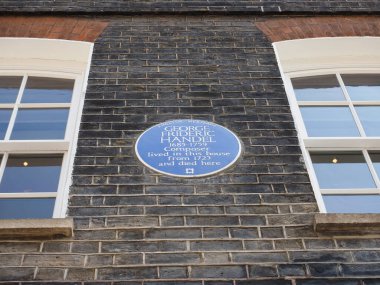 GEORGE
FRIDERIC
HANDEL
1685-1759
Composer
lived in this house
from 1723
and died here